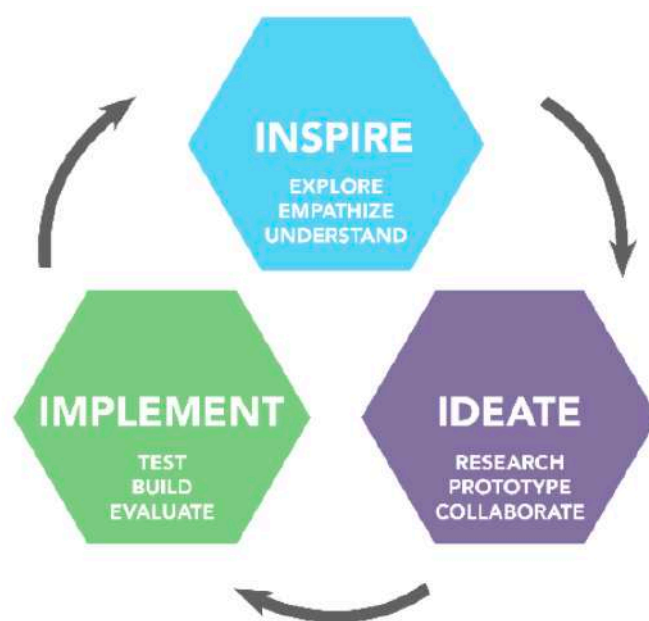 INSPIRE
EXPLORE
EMPATHIZE
UNDERSTAND
IDEATE
RESEARCH
PROTOTYPE
COLLABORATE
IMPLEMENT
TEST
BUILD
EVALUATE